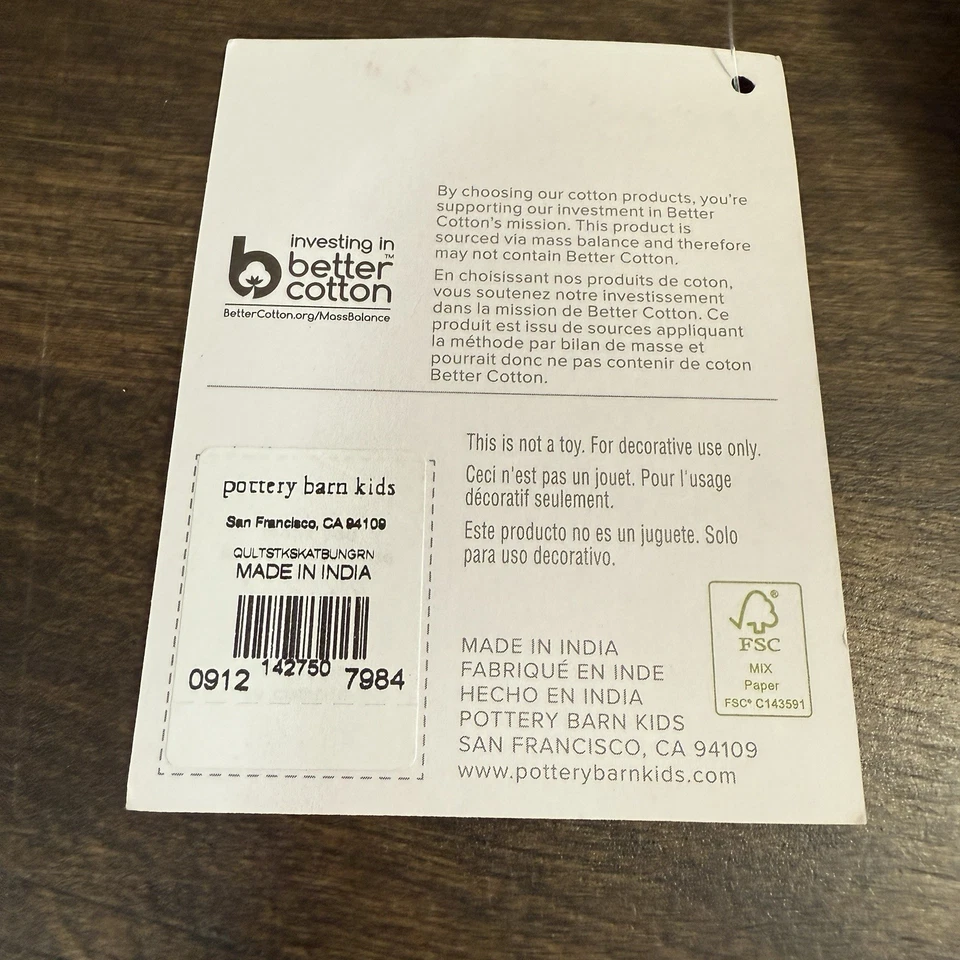 By choosing our cotton products, you're
supporting our investment in Better
Cotton's mission. This product is
sourced via mass balance and therefore
may not contain Better Cotton.
investing in
better™
cotton
BetterCotton.org/MassBalance
En choisissant nos produits de coton,
vous soutenez notre investissement
dans la mission de Better Cotton. Ce
produit est issu de sources appliquant
la méthode par bilan de masse et
pourrait donc ne pas contenir de coton
Better Cotton.
This is not a toy. For decorative use only.
Ceci n'est pas un jouet. Pour l'usage
décoratif seulement.
Este producto no es un juguete. Solo
para uso decorativo.
pottery barn kids
San Francisco, CA 94109
QULTSTKSKATBUNGRN
MADE IN INDIA
142750
0912 7984
®
FSC
MIX
Paper
FSC® C143591
MADE IN INDIA
FABRIQUÉ EN INDE
HECHO EN INDIA
POTTERY BARN KIDS
SAN FRANCISCO, CA 94109
www.potterybarnkids.com